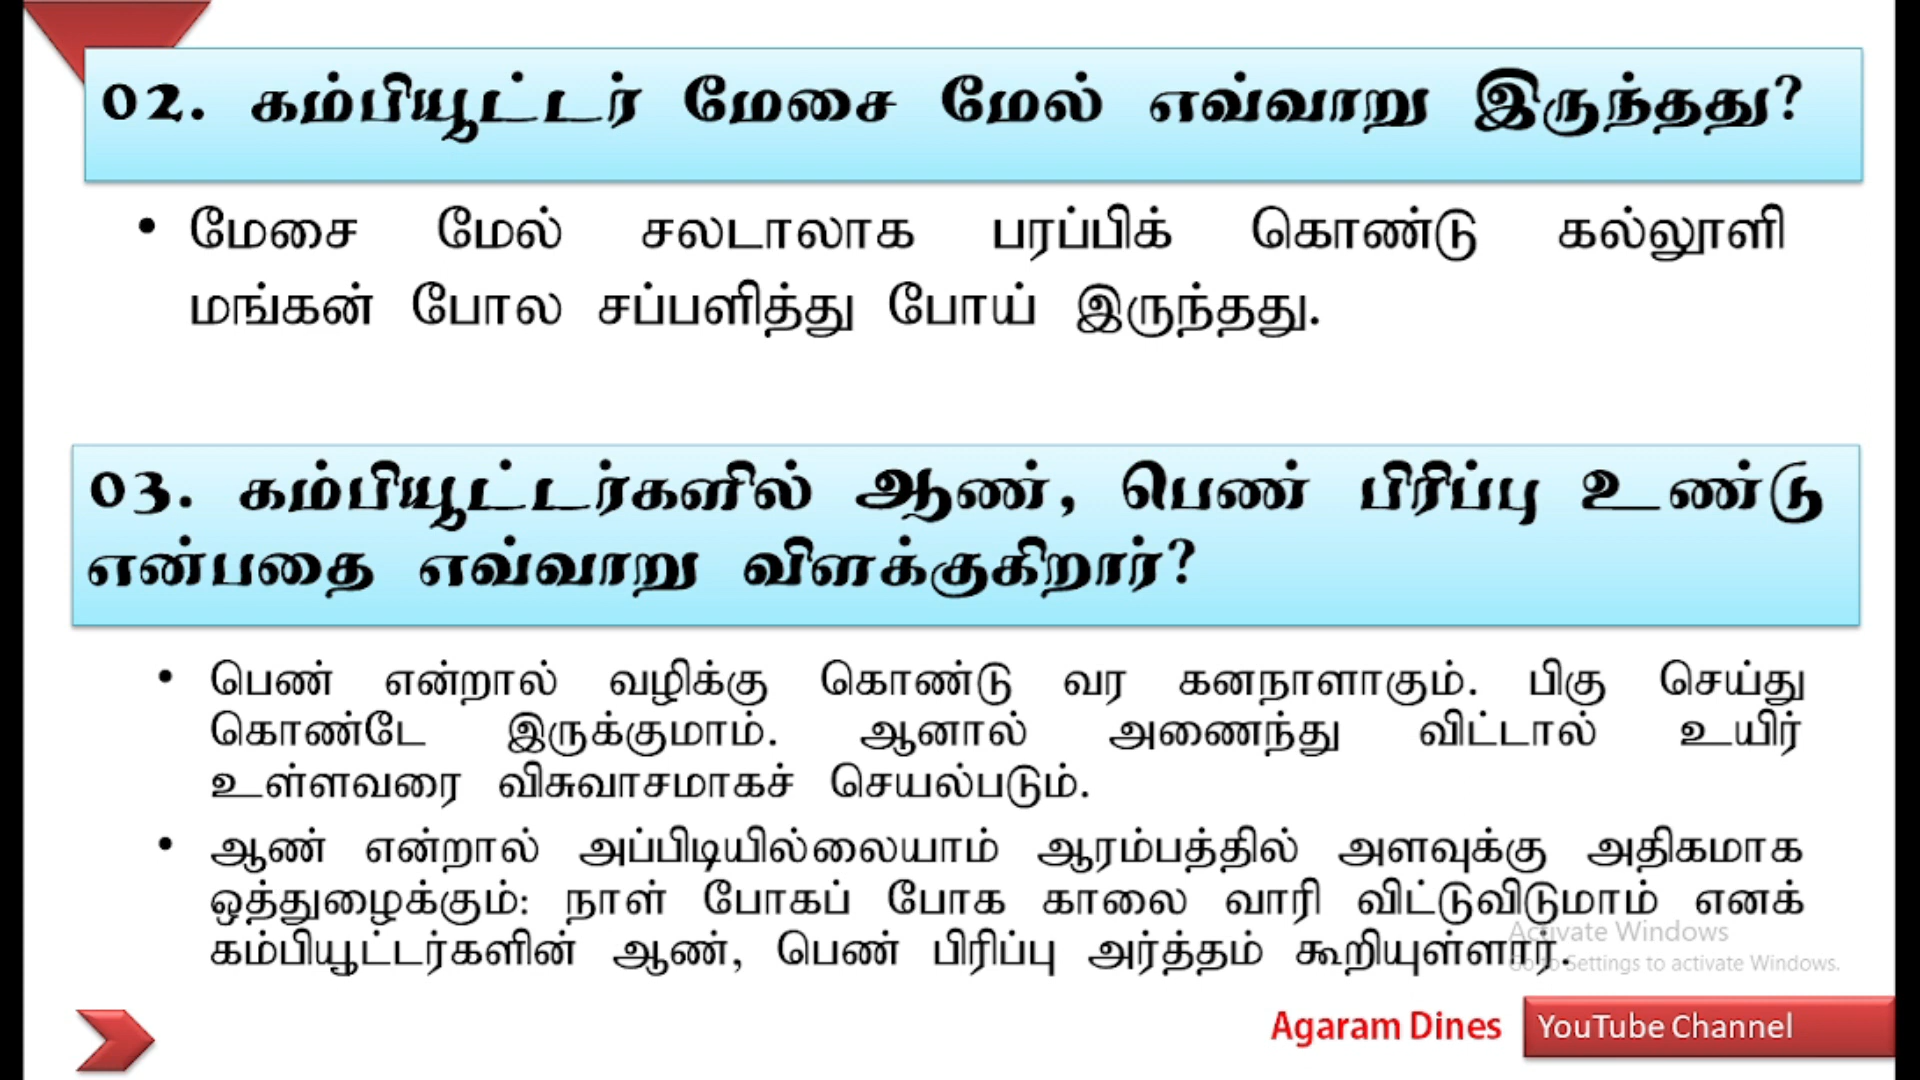 02. கம்பியூட்டர் மேசை மேல் எவ்வாறு இருந்தது?
• மேசை மேல் சலடாலாக பரப்பிக் கொண்டு கல்லூளி
மங்கன் போல சப்பளித்து போய் இருந்தது.
03. கம்பியூட்டர்களில் ஆண், பெண் பிரிப்பு உண்டு
என்பதை எவ்வாறு விளக்குகிறார்?
• பெண் என்றால் வழிக்கு கொண்டு வர கனநாளாகும். பிகு செய்து
கொண்டே இருக்குமாம். ஆனால் அணைந்து விட்டால் உயிர்
உள்ளவரை விசுவாசமாகச் செயல்படும்.
• ஆண் என்றால் அப்பிடியில்லையாம் ஆரம்பத்தில் அளவுக்கு அதிகமாக
ஒத்துழைக்கும்: நாள் போகப் போக காலை வாரி விட்டுவிடுமாம் எனக்
கம்பியூட்டர்களின் ஆண், பெண் பிரிப்பு அர்த்தம் கூறியுள்ளார்.
Activate Windows
Go to Settings to activate Windows.
Agaram Dines YouTube Channel